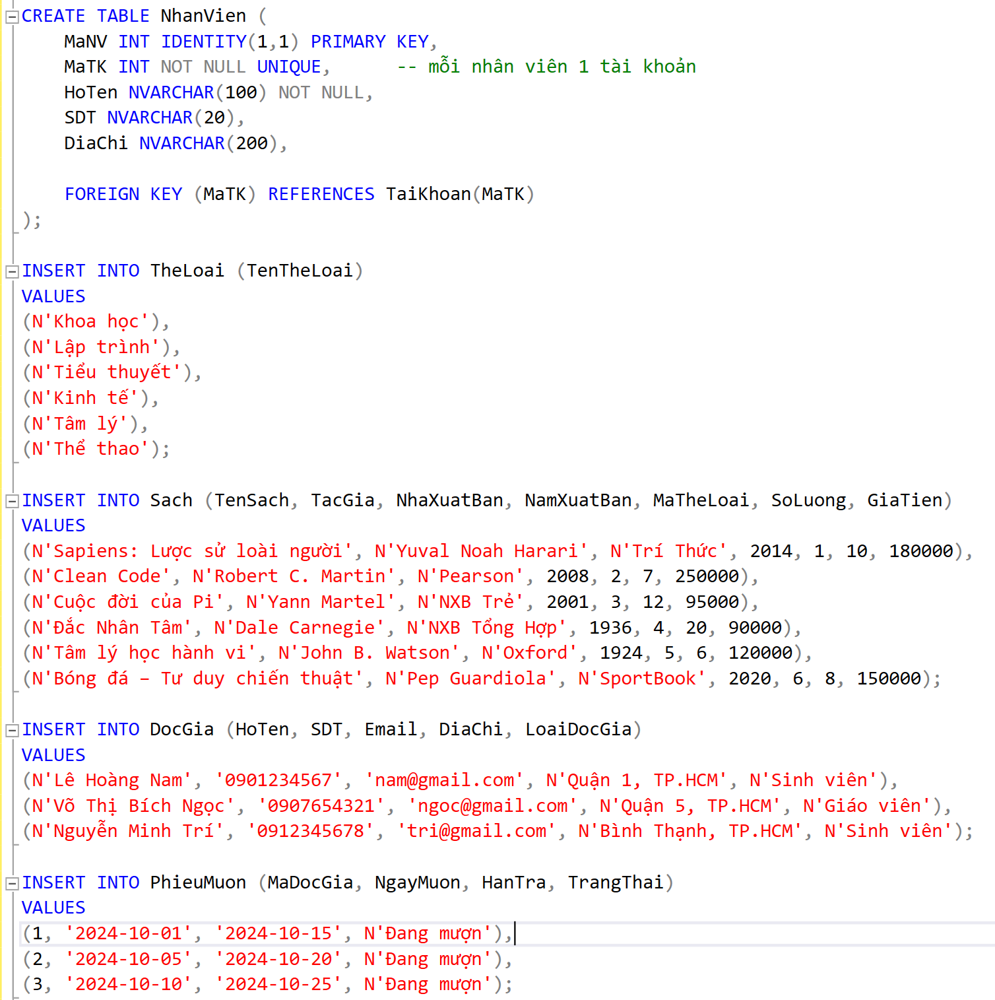 CREATE TABLE NhanVien (
    MaNV INT IDENTITY(1,1) PRIMARY KEY,
    MaTK INT NOT NULL UNIQUE,      -- mỗi nhân viên 1 tài khoản
    HoTen NVARCHAR(100) NOT NULL,
    SDT NVARCHAR(20),
    DiaChi NVARCHAR(200),

    FOREIGN KEY (MaTK) REFERENCES TaiKhoan(MaTK)
);

INSERT INTO TheLoai (TenTheLoai)
VALUES
(N'Khoa học'),
(N'Lập trình'),
(N'Tiểu thuyết'),
(N'Kinh tế'),
(N'Tâm lý'),
(N'Thể thao');

INSERT INTO Sach (TenSach, TacGia, NhaXuatBan, NamXuatBan, MaTheLoai, SoLuong, GiaTien)
VALUES
(N'Sapiens: Lược sử loài người', N'Yuval Noah Harari', N'Trí Thức', 2014, 1, 10, 180000),
(N'Clean Code', N'Robert C. Martin', N'Pearson', 2008, 2, 7, 250000),
(N'Cuộc đời của Pi', N'Yann Martel', N'NXB Trẻ', 2001, 3, 12, 95000),
(N'Đắc Nhân Tâm', N'Dale Carnegie', N'NXB Tổng Hợp', 1936, 4, 20, 90000),
(N'Tâm lý học hành vi', N'John B. Watson', N'Oxford', 1924, 5, 6, 120000),
(N'Bóng đá – Tư duy chiến thuật', N'Pep Guardiola', N'SportBook', 2020, 6, 8, 150000);

INSERT INTO DocGia (HoTen, SDT, Email, DiaChi, LoaiDocGia)
VALUES
(N'Lê Hoàng Nam', '0901234567', 'nam@gmail.com', N'Quận 1, TP.HCM', N'Sinh viên'),
(N'Võ Thị Bích Ngọc', '0907654321', 'ngoc@gmail.com', N'Quận 5, TP.HCM', N'Giáo viên'),
(N'Nguyễn Minh Trí', '0912345678', 'tri@gmail.com', N'Bình Thạnh, TP.HCM', N'Sinh viên');

INSERT INTO PhieuMuon (MaDocGia, NgayMuon, HanTra, TrangThai)
VALUES
(1, '2024-10-01', '2024-10-15', N'Đang mượn'),
(2, '2024-10-05', '2024-10-20', N'Đang mượn'),
(3, '2024-10-10', '2024-10-25', N'Đang mượn');